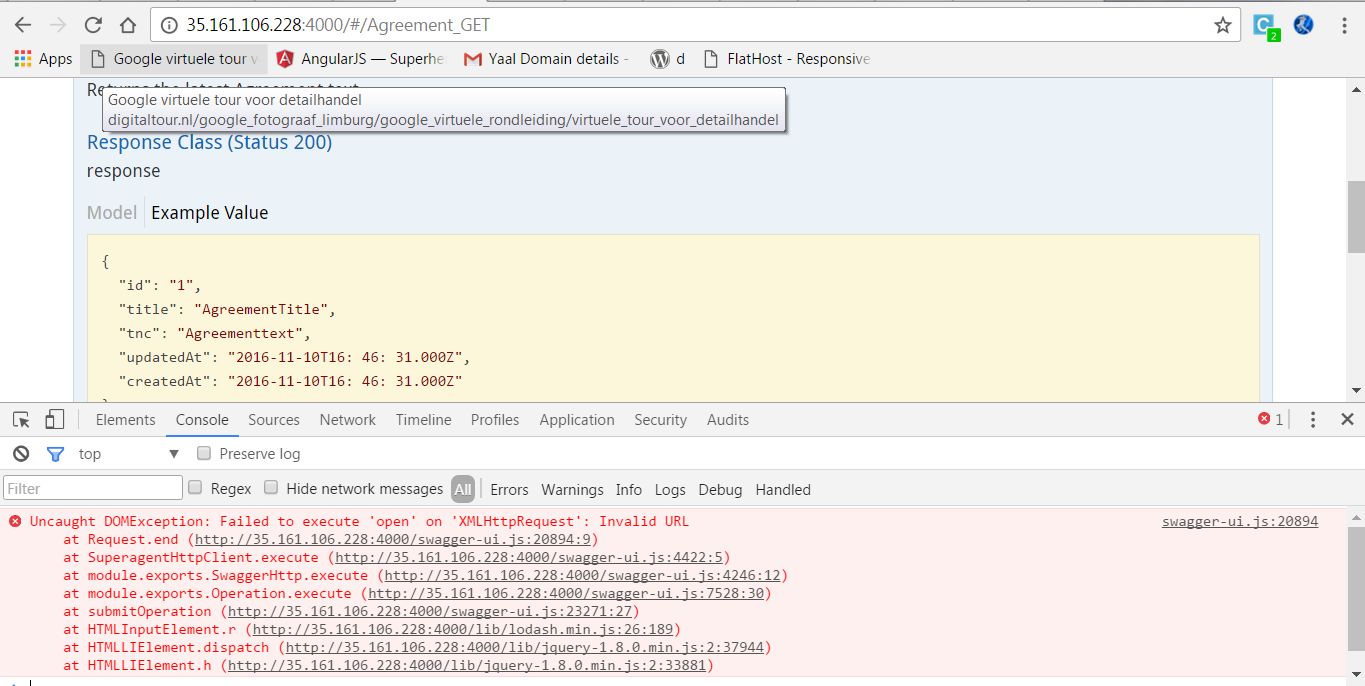 35.161.106.228:4000/#/Agreement_GET
2
Apps Google virtuele tour v AngularJS — Superhe Yaal Domain details - d FlatHost - Responsive
Returns the latest Agreement text
Google virtuele tour voor detailhandel
digitaltour.nl/google_fotograaf_limburg/google_virtuele_rondleiding/virtuele_tour_voor_detailhandel
Response Class (Status 200)
response
Model Example Value
{
"id": "1",
"title": "AgreementTitle",
"tnc": "Agreementtext",
"updatedAt": "2016-11-10T16: 46: 31.000Z",
"createdAt": "2016-11-10T16: 46: 31.000Z"
}
Elements Console Sources Network Timeline Profiles Application Security Audits 1
top Preserve log
Filter Regex Hide network messages All Errors Warnings Info Logs Debug Handled
Uncaught DOMException: Failed to execute 'open' on 'XMLHttpRequest': Invalid URL swagger-ui.js:20894
at Request.end (http://35.161.106.228:4000/swagger-ui.js:20894:9)
at SuperagentHttpClient.execute (http://35.161.106.228:4000/swagger-ui.js:4422:5)
at module.exports.SwaggerHttp.execute (http://35.161.106.228:4000/swagger-ui.js:4246:12)
at module.exports.Operation.execute (http://35.161.106.228:4000/swagger-ui.js:7528:30)
at submitOperation (http://35.161.106.228:4000/swagger-ui.js:23271:27)
at HTMLInputElement.r (http://35.161.106.228:4000/lib/lodash.min.js:26:189)
at HTMLLIElement.dispatch (http://35.161.106.228:4000/lib/jquery-1.8.0.min.js:2:37944)
at HTMLLIElement.h (http://35.161.106.228:4000/lib/jquery-1.8.0.min.js:2:33881)